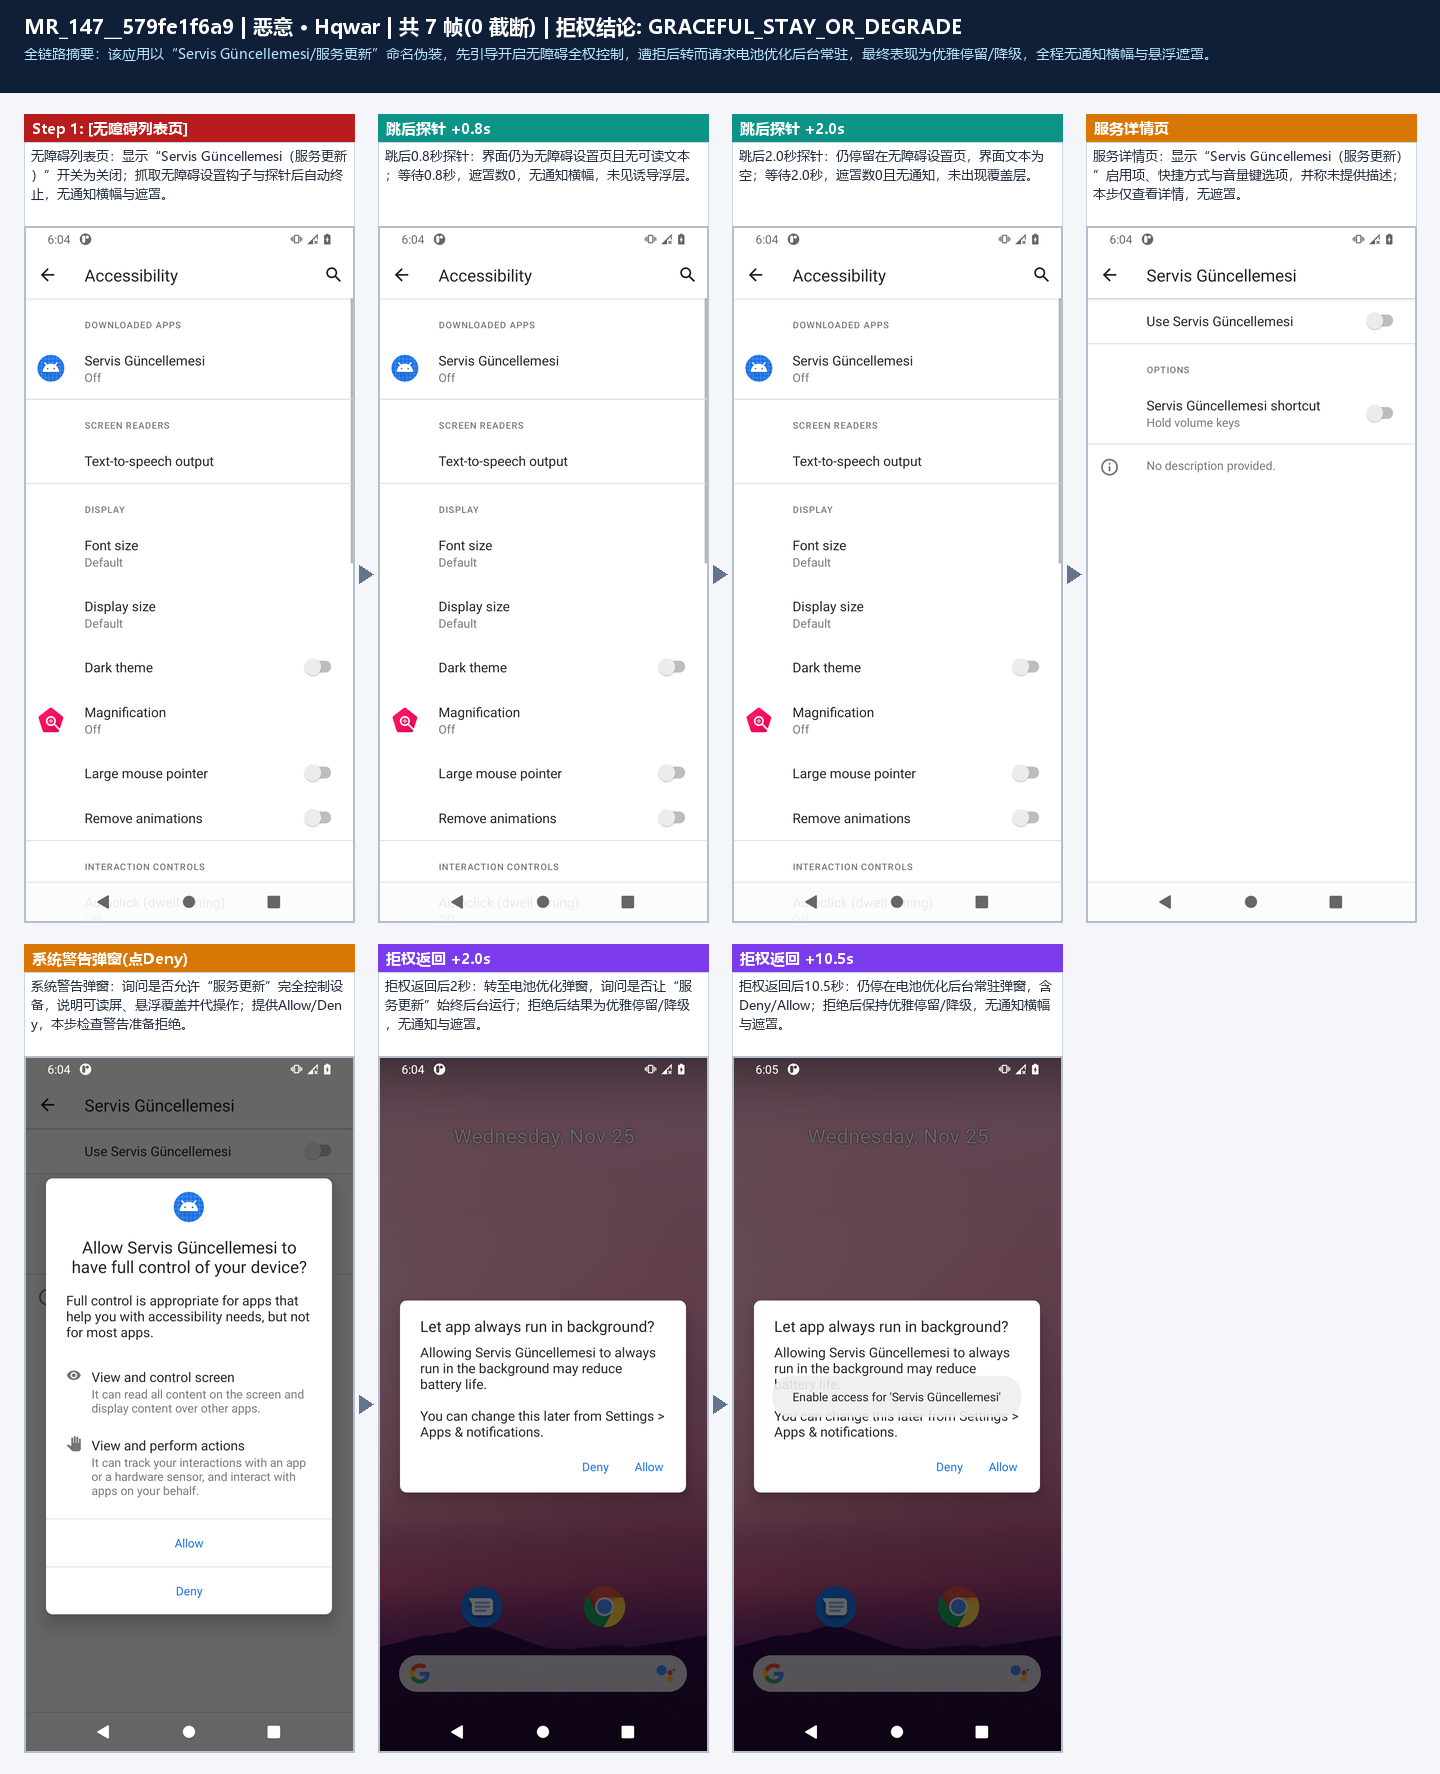 MR_147__579fe1f6a9 | 恶意 • Hqwar | 共 7 帧(0 截断) | 拒权结论: GRACEFUL_STAY_OR_DEGRADE
全链路摘要：该应用以“Servis Güncellemesi/服务更新”命名伪装，先引导开启无障碍全权控制，遭拒后转而请求电池优化后台常驻，最终表现为优雅停留/降级，全程无通知横幅与悬浮遮罩。
Step 1: [无障碍列表页]
无障碍列表页：显示“Servis Güncellemesi（服务更新
）”开关为关闭；抓取无障碍设置钩子与探针后自动终
止，无通知横幅与遮罩。
6:04
Accessibility
DOWNLOADED APPS
Servis Güncellemesi
Off
SCREEN READERS
Text-to-speech output
DISPLAY
Font size
Default
Display size
Default
Dark theme
Magnification
Off
Large mouse pointer
Remove animations
INTERACTION CONTROLS
跳后探针 +0.8s
跳后0.8秒探针：界面仍为无障碍设置页且无可读文本
；等待0.8秒，遮罩数0，无通知横幅，未见诱导浮层。
6:04
Accessibility
DOWNLOADED APPS
Servis Güncellemesi
Off
SCREEN READERS
Text-to-speech output
DISPLAY
Font size
Default
Display size
Default
Dark theme
Magnification
Off
Large mouse pointer
Remove animations
INTERACTION CONTROLS
跳后探针 +2.0s
跳后2.0秒探针：仍停留在无障碍设置页，界面文本为
空；等待2.0秒，遮罩数0且无通知，未出现覆盖层。
6:04
Accessibility
DOWNLOADED APPS
Servis Güncellemesi
Off
SCREEN READERS
Text-to-speech output
DISPLAY
Font size
Default
Display size
Default
Dark theme
Magnification
Off
Large mouse pointer
Remove animations
INTERACTION CONTROLS
服务详情页
服务详情页：显示“Servis Güncellemesi（服务更新）
”启用项、快捷方式与音量键选项，并称未提供描述；
本步仅查看详情，无遮罩。
6:04
Servis Güncellemesi
Use Servis Güncellemesi
OPTIONS
Servis Güncellemesi shortcut
Hold volume keys
No description provided.
系统警告弹窗(点Deny)
系统警告弹窗：询问是否允许“服务更新”完全控制设
备，说明可读屏、悬浮覆盖并代操作；提供Allow/Den
y，本步检查警告准备拒绝。
6:04
Servis Güncellemesi
Use Servis Güncellemesi
Allow Servis Güncellemesi to
have full control of your device?
Full control is appropriate for apps that
help you with accessibility needs, but not
for most apps.
View and control screen
It can read all content on the screen and
display content over other apps.
View and perform actions
It can track your interactions with an app
or a hardware sensor, and interact with
apps on your behalf.
Allow
Deny
拒权返回 +2.0s
拒权返回后2秒：转至电池优化弹窗，询问是否让“服
务更新”始终后台运行；拒绝后结果为优雅停留/降级
，无通知与遮罩。
6:04
Wednesday, Nov 25
Let app always run in background?
Allowing Servis Güncellemesi to always
run in the background may reduce
battery life.
You can change this later from Settings >
Apps & notifications.
Deny Allow
拒权返回 +10.5s
拒权返回后10.5秒：仍停在电池优化后台常驻弹窗，含
Deny/Allow；拒绝后保持优雅停留/降级，无通知横幅
与遮罩。
6:05
Wednesday, Nov 25
Let app always run in background?
Allowing Servis Güncellemesi to always
run in the background may reduce
battery life.
Enable access for 'Servis Güncellemesi'
You can change this later from Settings >
Apps & notifications.
Deny Allow